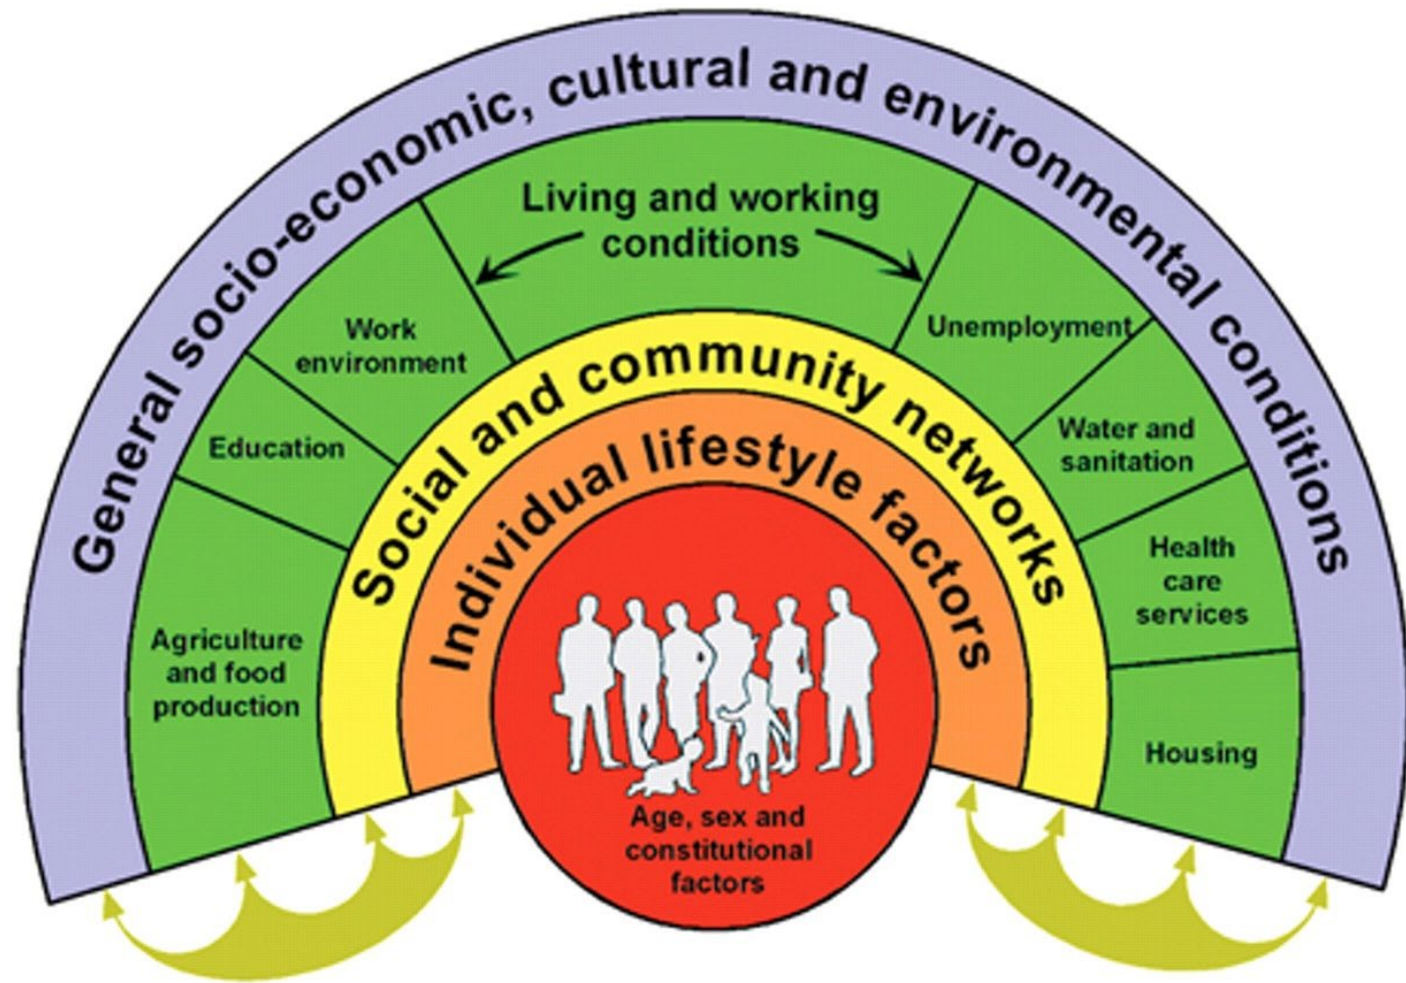 General socio-economic, cultural and environmental conditions
Living and working
conditions
Work
environment
Education
Agriculture
and food
production
Unemployment
Water and
sanitation
Health
care
services
Housing
Social and community networks
Individual lifestyle factors
Age, sex and
constitutional
factors